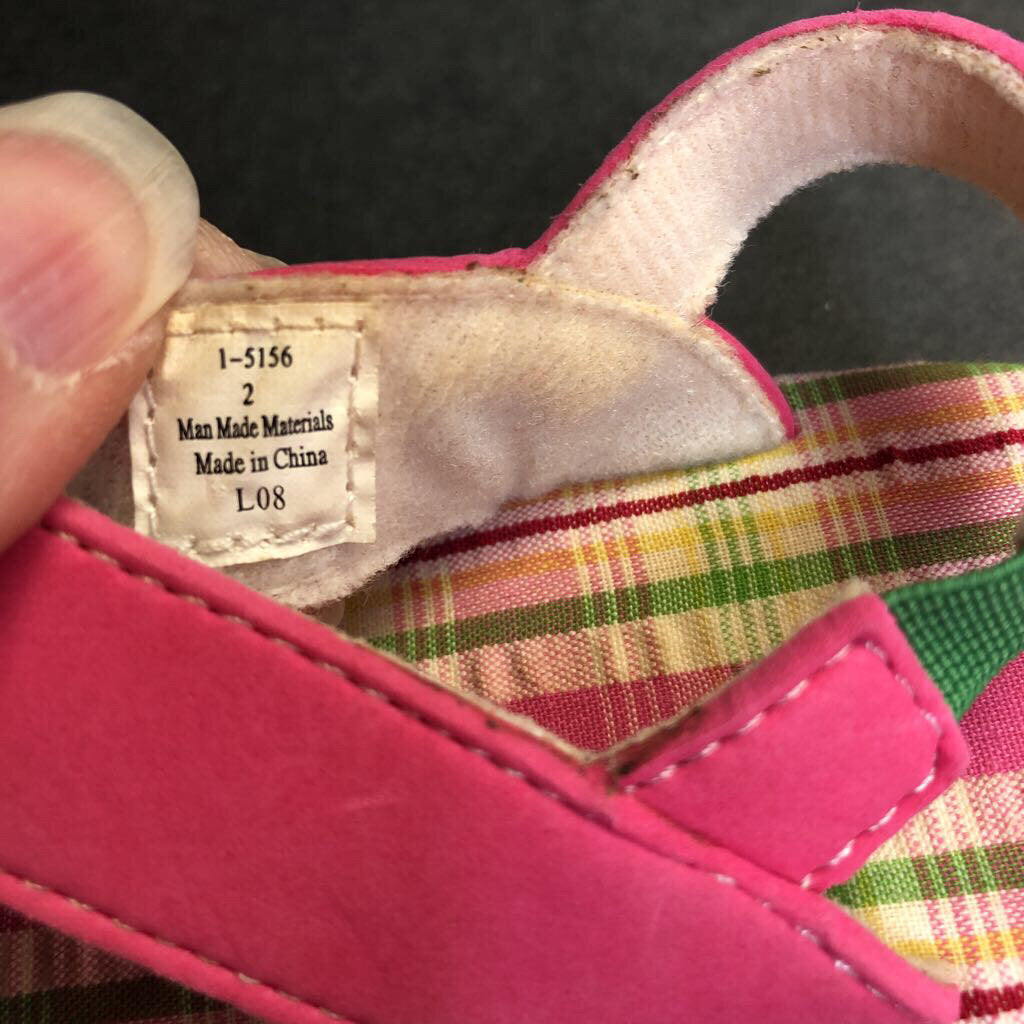 1-5156
2
Man Made Materials
Made in China
L08